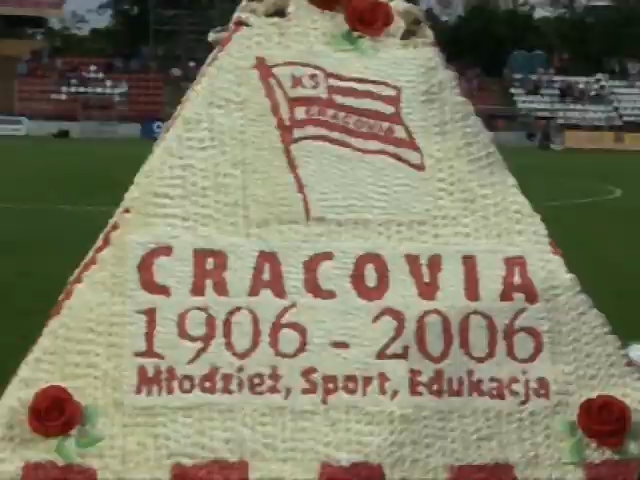 KS
CRACOVIA
CRACOVIA
1906 - 2006
Młodzież, Sport, Edukacja